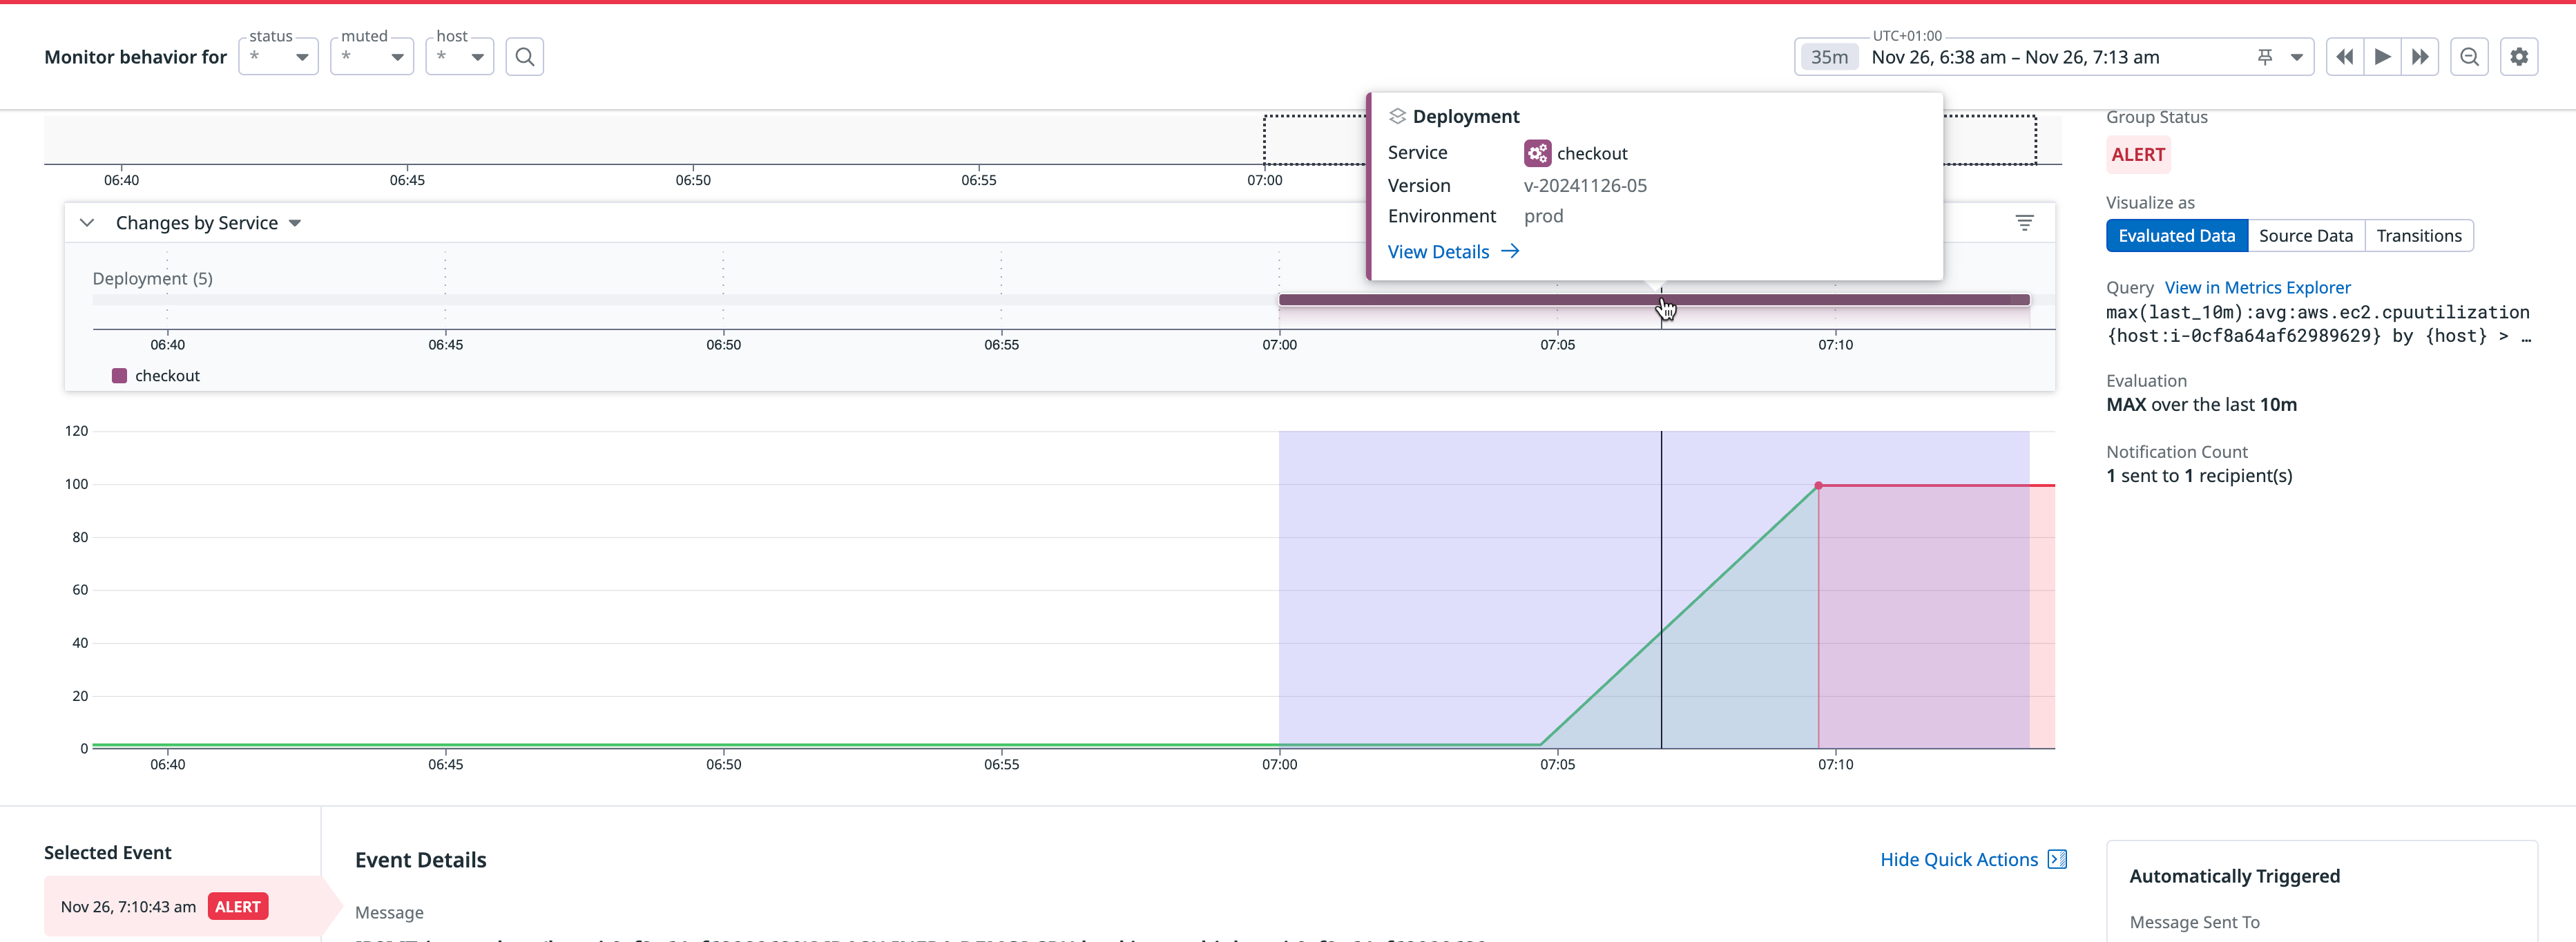 Monitor behavior for
status
*
muted
*
host
*
UTC+01:00
35m Nov 26, 6:38 am – Nov 26, 7:13 am
06:40 06:45 06:50 06:55 07:00
Deployment
Service checkout
Version v-20241126-05
Environment prod
View Details
Changes by Service
Deployment (5)
06:40 06:45 06:50 06:55 07:00 07:05 07:10
checkout
120
100
80
60
40
20
0
06:40 06:45 06:50 06:55 07:00 07:05 07:10
Group Status
ALERT
Visualize as
Evaluated Data Source Data Transitions
Query View in Metrics Explorer
max(last_10m):avg:aws.ec2.cpuutilization
{host:i-0cf8a64af62989629} by {host} > …
Evaluation
MAX over the last 10m
Notification Count
1 sent to 1 recipient(s)
Selected Event
Nov 26, 7:10:43 am ALERT
Event Details
Hide Quick Actions
Message
Automatically Triggered
Message Sent To